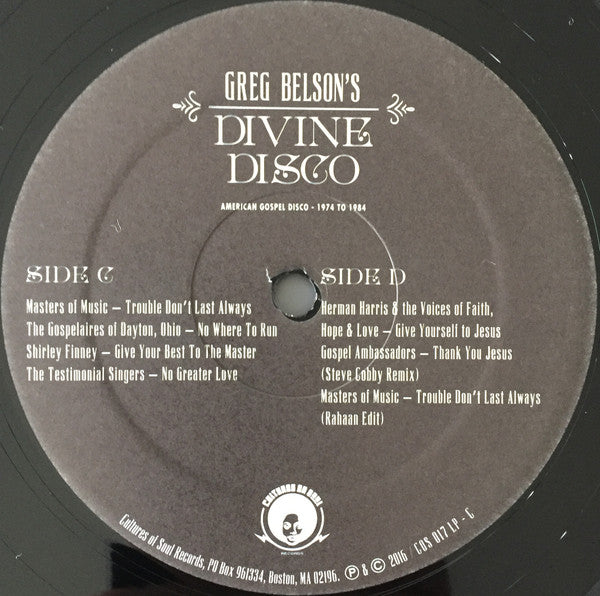 GREG BELSON'S
DIVINE
DISCO
AMERICAN GOSPEL DISCO - 1974 TO 1984
SIDE C
Masters of Music – Trouble Don't Last Always
The Gospelaires of Dayton, Ohio – No Where To Run
Shirley Finney – Give Your Best To The Master
The Testimonial Singers – No Greater Love
SIDE D
Herman Harris & the Voices of Faith,
Hope & Love – Give Yourself to Jesus
Gospel Ambassadors – Thank You Jesus
(Steve Cobby Remix)
Masters of Music – Trouble Don't Last Always
(Rahaan Edit)
CULTURES OF SOUL
RECORDS
Cultures of Soul Records, PO Box 961334, Boston, MA 02196. ℗ & © 2016 / COS 017 LP - C